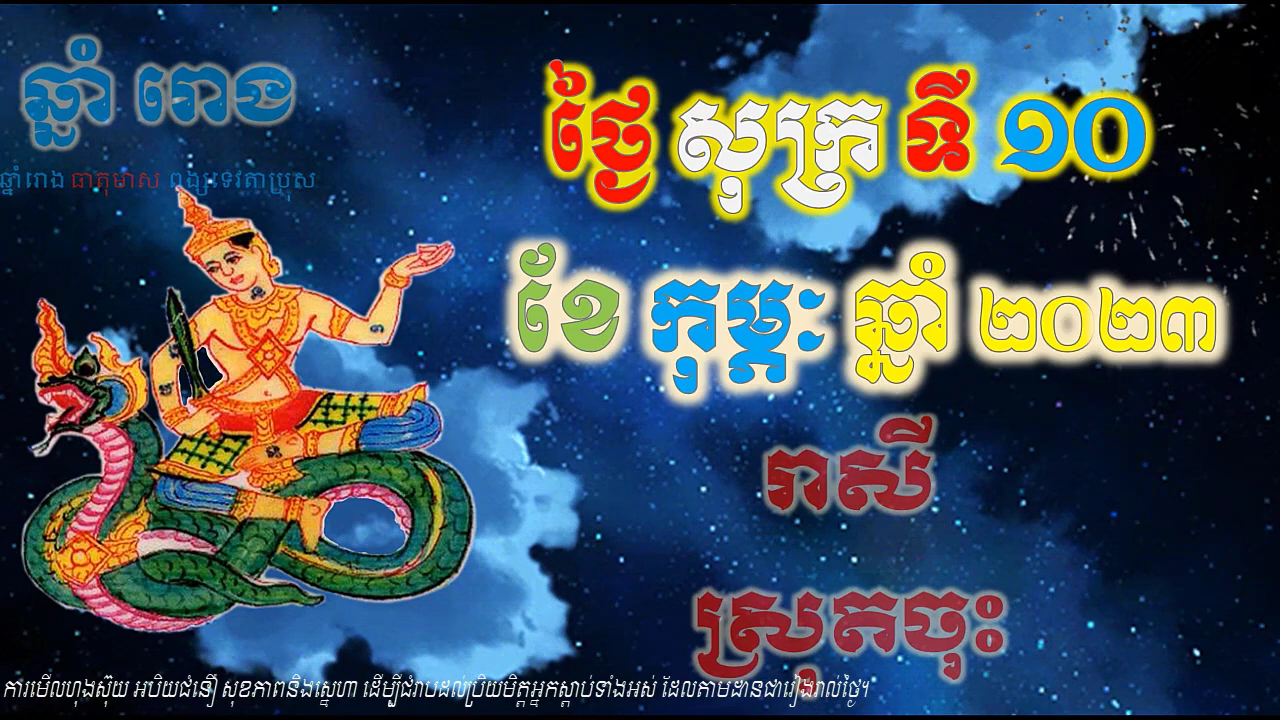 ឆ្នាំ រោង
ឆ្នាំរោង ធាតុមាស ពង្សទេវតាប្រុស
ថ្ងៃ សុក្រ ទី ១០
ខែ កុម្ភៈ ឆ្នាំ ២០២៣
រាសី
ស្រុតចុះ
ការមើលហុងស៊ុយ អបិយជំនឿ សុខភាពនិងស្នេហា ដើម្បីជំរាបដល់ប្រិយមិត្តអ្នកស្តាប់ទាំងអស់ ដែលតាមដានជារៀងរាល់ថ្ងៃ។